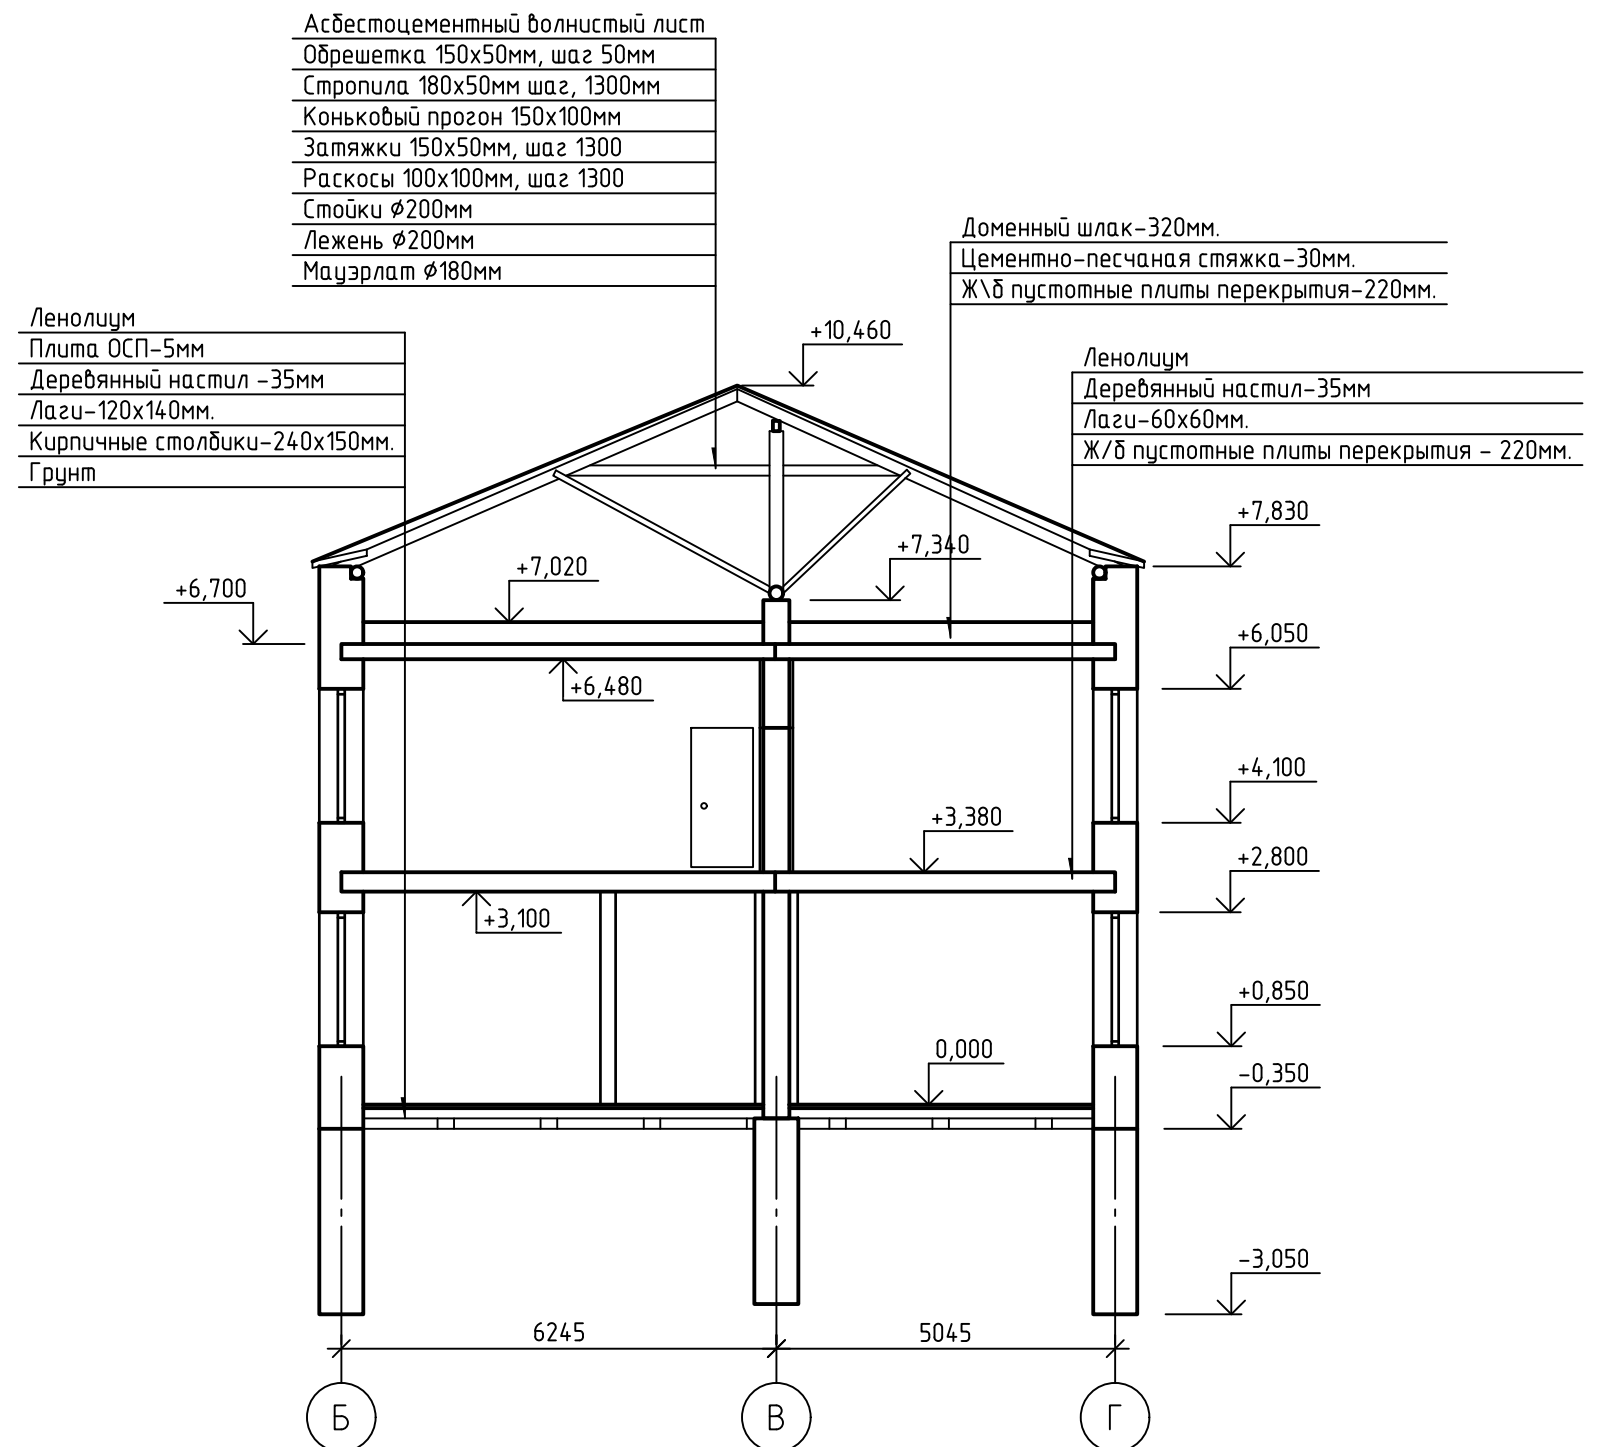 Асбестоцементный волнистый лист
Обрешетка 150х50мм, шаг 50мм
Стропила 180х50мм шаг, 1300мм
Коньковый прогон 150х100мм
Затяжки 150х50мм, шаг 1300
Раскосы 100х100мм, шаг 1300
Стойки Ø200мм
Лежень Ø200мм
Мауэрлат Ø180мм
Доменный шлак-320мм.
Цементно-песчаная стяжка-30мм.
Ж\б пустотные плиты перекрытия-220мм.
Ленолиум
Плита ОСП-5мм
Деревянный настил -35мм
Лаги-120х140мм.
Кирпичные столбики-240х150мм.
Грунт
+10,460
Ленолиум
Деревянный настил-35мм
Лаги-60х60мм.
Ж/б пустотные плиты перекрытия - 220мм.
+7,830
+7,340
+7,020
+6,700
+6,050
+6,480
+4,100
+3,380
+2,800
+3,100
+0,850
0,000
-0,350
-3,050
6245
5045
Б
В
Г